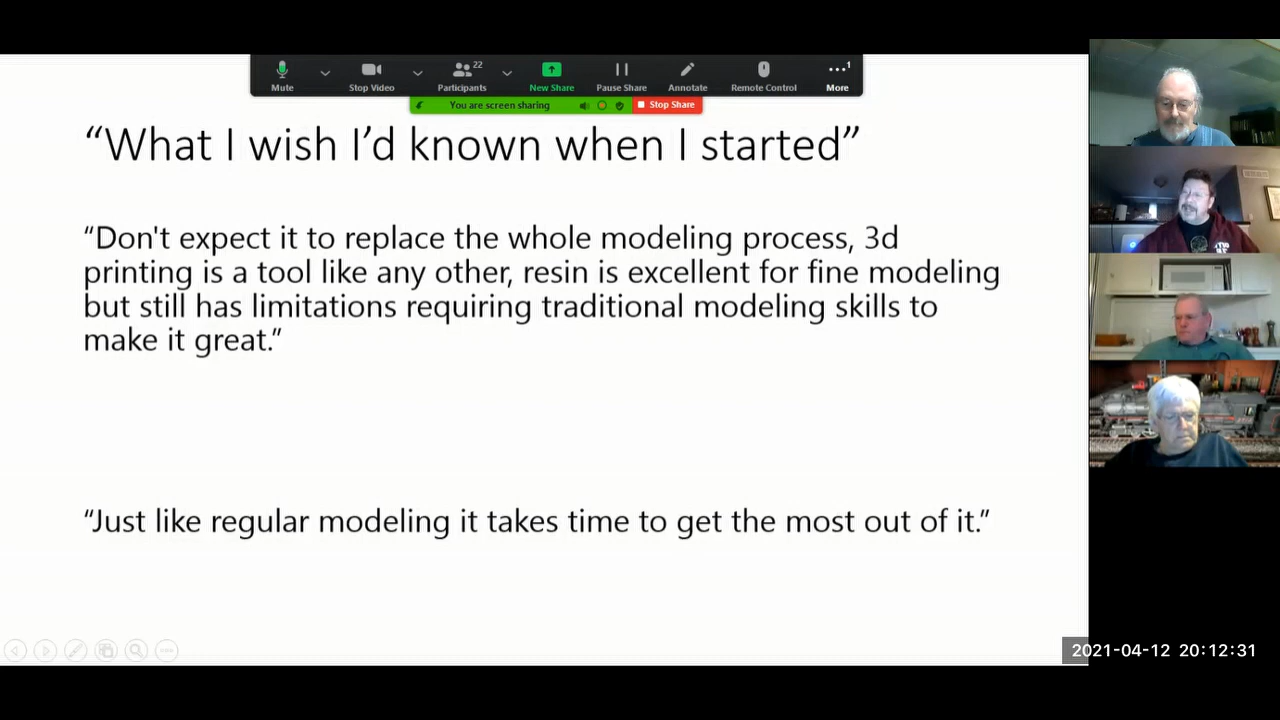 22
1
Mute
Stop Video
Participants
New Share
Pause Share
Annotate
Remote Control
More
You are screen sharing
Stop Share
“What I wish I’d known when I started”
“Don't expect it to replace the whole modeling process, 3d
printing is a tool like any other, resin is excellent for fine modeling
but still has limitations requiring traditional modeling skills to
make it great.”
“Just like regular modeling it takes time to get the most out of it.”
2021-04-12 20:12:31